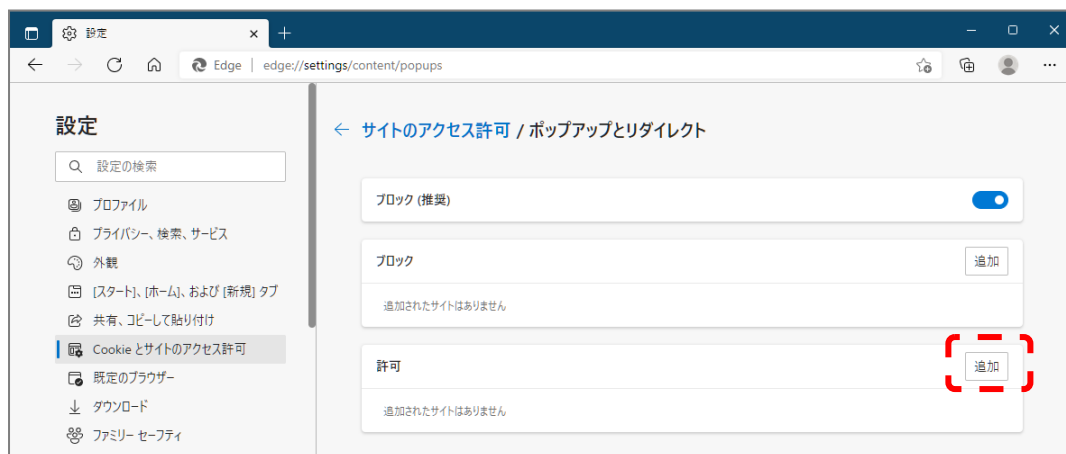 設定
Edge | edge://settings/content/popups
設定
設定の検索
プロファイル
プライバシー、検索、サービス
外観
[スタート]、[ホーム]、および [新規] タブ
共有、コピーして貼り付け
Cookie とサイトのアクセス許可
既定のブラウザー
ダウンロード
ファミリー セーフティ
サイトのアクセス許可 / ポップアップとリダイレクト
ブロック (推奨)
ブロック 追加
追加されたサイトはありません
許可 追加
追加されたサイトはありません